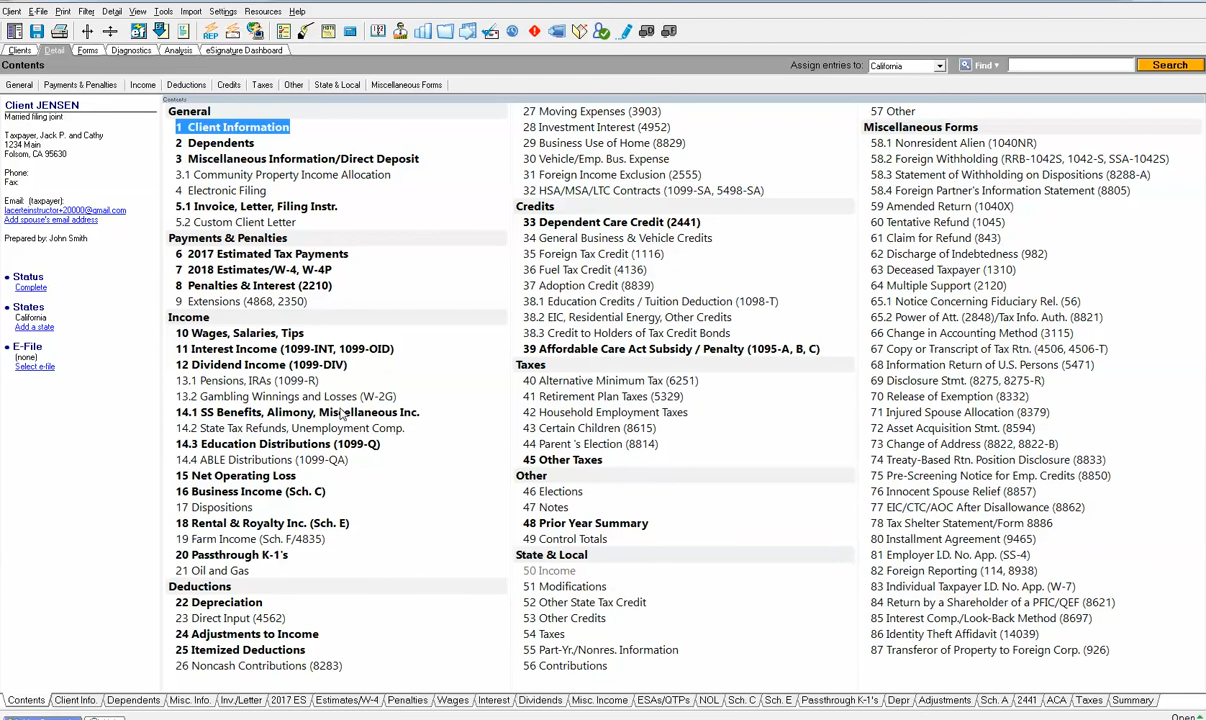 Client E-File Print Filter Detail View Tools Import Settings Resources Help
Clients Detail Forms Diagnostics Analysis eSignature Dashboard
Contents Assign entries to: California Find Search
General Payments & Penalties Income Deductions Credits Taxes Other State & Local Miscellaneous Forms
Client JENSEN
Married filing joint
Taxpayer, Jack P. and Cathy
1234 Main
Folsom, CA 95630
Phone:
Fax:
Email: (taxpayer):
lacerteinstructor+20000@gmail.com
Add spouse's email address
Prepared by: John Smith
Status
Complete
States
California
Add a state
E-File
(none)
Select e-file
Contents
General
1 Client Information
2 Dependents
3 Miscellaneous Information/Direct Deposit
3.1 Community Property Income Allocation
4 Electronic Filing
5.1 Invoice, Letter, Filing Instr.
5.2 Custom Client Letter
Payments & Penalties
6 2017 Estimated Tax Payments
7 2018 Estimates/W-4, W-4P
8 Penalties & Interest (2210)
9 Extensions (4868, 2350)
Income
10 Wages, Salaries, Tips
11 Interest Income (1099-INT, 1099-OID)
12 Dividend Income (1099-DIV)
13.1 Pensions, IRAs (1099-R)
13.2 Gambling Winnings and Losses (W-2G)
14.1 SS Benefits, Alimony, Miscellaneous Inc.
14.2 State Tax Refunds, Unemployment Comp.
14.3 Education Distributions (1099-Q)
14.4 ABLE Distributions (1099-QA)
15 Net Operating Loss
16 Business Income (Sch. C)
17 Dispositions
18 Rental & Royalty Inc. (Sch. E)
19 Farm Income (Sch. F/4835)
20 Passthrough K-1's
21 Oil and Gas
Deductions
22 Depreciation
23 Direct Input (4562)
24 Adjustments to Income
25 Itemized Deductions
26 Noncash Contributions (8283)
27 Moving Expenses (3903)
28 Investment Interest (4952)
29 Business Use of Home (8829)
30 Vehicle/Emp. Bus. Expense
31 Foreign Income Exclusion (2555)
32 HSA/MSA/LTC Contracts (1099-SA, 5498-SA)
Credits
33 Dependent Care Credit (2441)
34 General Business & Vehicle Credits
35 Foreign Tax Credit (1116)
36 Fuel Tax Credit (4136)
37 Adoption Credit (8839)
38.1 Education Credits / Tuition Deduction (1098-T)
38.2 EIC, Residential Energy, Other Credits
38.3 Credit to Holders of Tax Credit Bonds
39 Affordable Care Act Subsidy / Penalty (1095-A, B, C)
Taxes
40 Alternative Minimum Tax (6251)
41 Retirement Plan Taxes (5329)
42 Household Employment Taxes
43 Certain Children (8615)
44 Parent 's Election (8814)
45 Other Taxes
Other
46 Elections
47 Notes
48 Prior Year Summary
49 Control Totals
State & Local
50 Income
51 Modifications
52 Other State Tax Credit
53 Other Credits
54 Taxes
55 Part-Yr./Nonres. Information
56 Contributions
57 Other
Miscellaneous Forms
58.1 Nonresident Alien (1040NR)
58.2 Foreign Withholding (RRB-1042S, 1042-S, SSA-1042S)
58.3 Statement of Withholding on Dispositions (8288-A)
58.4 Foreign Partner's Information Statement (8805)
59 Amended Return (1040X)
60 Tentative Refund (1045)
61 Claim for Refund (843)
62 Discharge of Indebtedness (982)
63 Deceased Taxpayer (1310)
64 Multiple Support (2120)
65.1 Notice Concerning Fiduciary Rel. (56)
65.2 Power of Att. (2848)/Tax Info. Auth. (8821)
66 Change in Accounting Method (3115)
67 Copy or Transcript of Tax Rtn. (4506, 4506-T)
68 Information Return of U.S. Persons (5471)
69 Disclosure Stmt. (8275, 8275-R)
70 Release of Exemption (8332)
71 Injured Spouse Allocation (8379)
72 Asset Acquisition Stmt. (8594)
73 Change of Address (8822, 8822-B)
74 Treaty-Based Rtn. Position Disclosure (8833)
75 Pre-Screening Notice for Emp. Credits (8850)
76 Innocent Spouse Relief (8857)
77 EIC/CTC/AOC After Disallowance (8862)
78 Tax Shelter Statement/Form 8886
80 Installment Agreement (9465)
81 Employer I.D. No. App. (SS-4)
82 Foreign Reporting (114, 8938)
83 Individual Taxpayer I.D. No. App. (W-7)
84 Return by a Shareholder of a PFIC/QEF (8621)
85 Interest Comp./Look-Back Method (8697)
86 Identity Theft Affidavit (14039)
87 Transferor of Property to Foreign Corp. (926)
Contents Client Info. Dependents Misc. Info. Inv./Letter 2017 ES Estimates/W-4 Penalties Wages Interest Dividends Misc. Income ESAs/QTPs NOL Sch. C Sch. E Passthrough K-1's Depr Adjustments Sch. A 2441 ACA Taxes Summary
Open